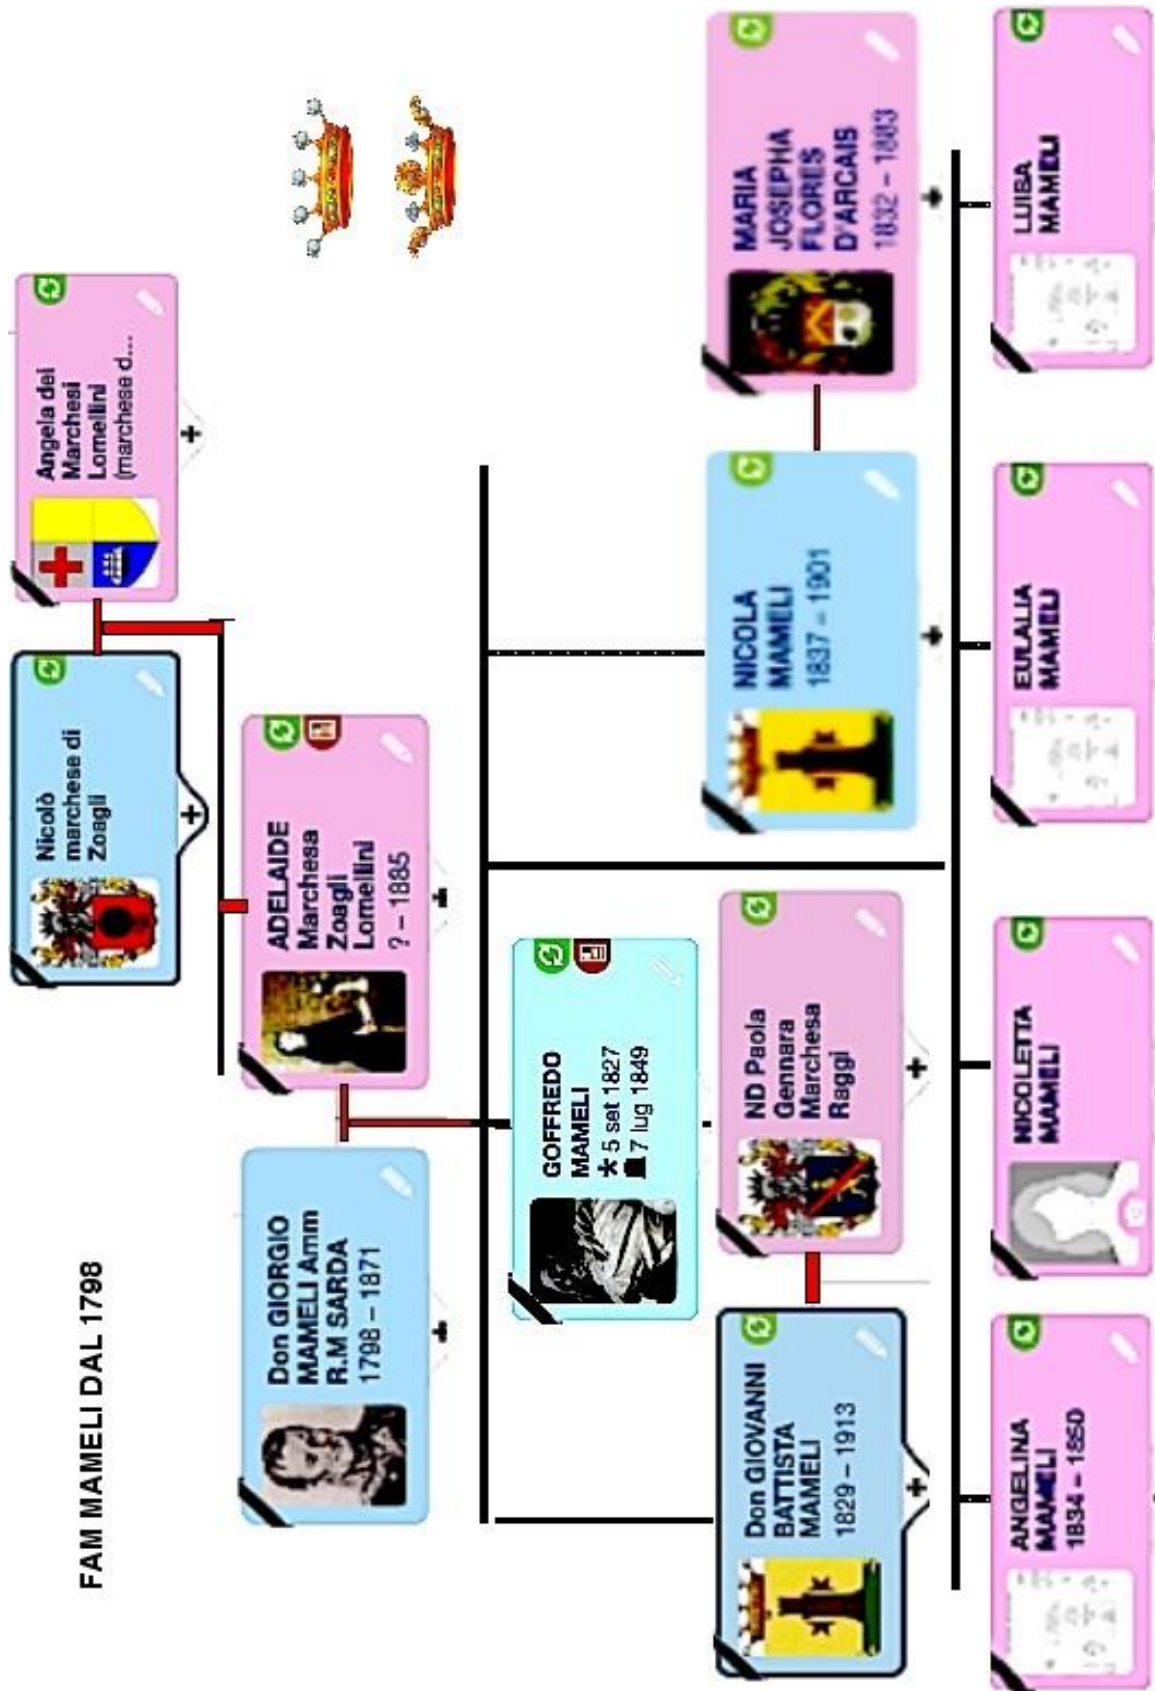 FAM MAMELI DAL 1798
Nicolò
marchese di
Zoagli
Angela dei
Marchesi
Lomellini
(marchese d...
Don GIORGIO
MAMELI Amm
R.M SARDA
1798 – 1871
ADELAIDE
Marchesa
Zoagli
Lomellini
? – 1885
GOFFREDO
MAMELI
5 set 1827
7 lug 1849
Don GIOVANNI
BATTISTA
MAMELI
1829 – 1913
ND Paola
Gennara
Marchesa
Raggi
NICOLA
MAMELI
1837 – 1901
MARIA
JOSEPHA
FLORES
D'ARCAIS
1832 – 1883
ANGELINA
MAMELI
1834 – 1850
NICOLETTA
MAMELI
EULALIA
MAMELI
LUISA
MAMELI